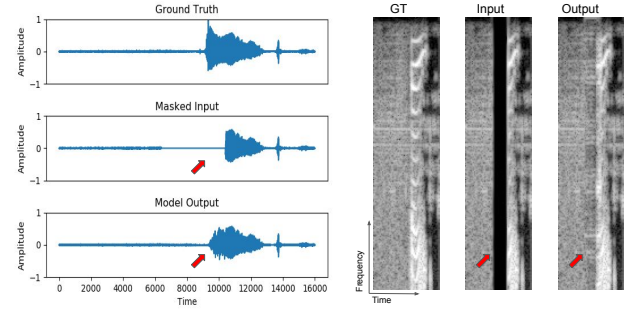 Ground Truth
1
0
−1
Amplitude
Masked Input
1
0
−1
Amplitude
Model Output
1
0
−1
Amplitude
0 2000 4000 6000 8000 10000 12000 14000 16000
Time
GT Input Output
Frequency
Time